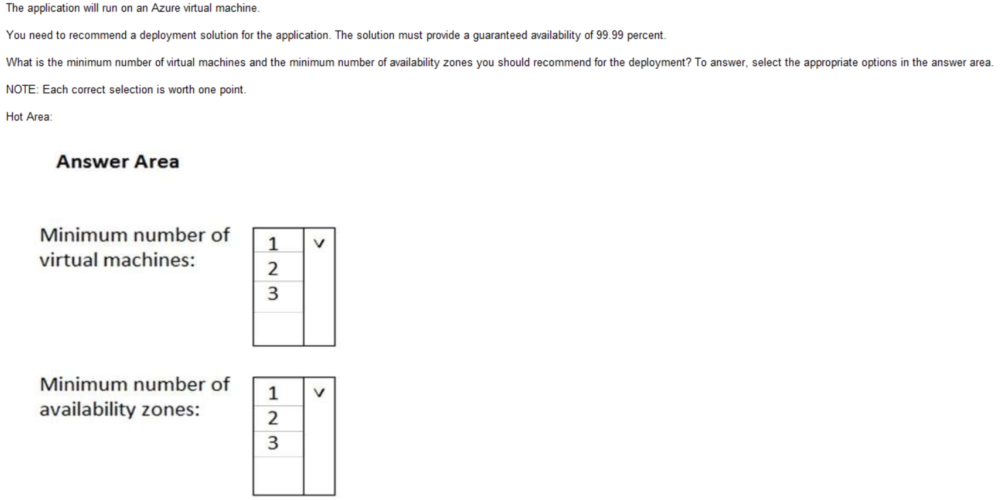 The application will run on an Azure virtual machine.
You need to recommend a deployment solution for the application. The solution must provide a guaranteed availability of 99.99 percent.
What is the minimum number of virtual machines and the minimum number of availability zones you should recommend for the deployment? To answer, select the appropriate options in the answer area.
NOTE: Each correct selection is worth one point.
Hot Area:
Answer Area
Minimum number of
virtual machines:
1
2
3
Minimum number of
availability zones:
1
2
3